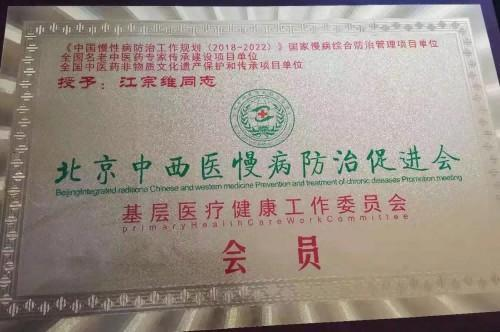 《中国慢性病防治工作规划(2018-2022)》国家慢病综合防治管理项目单位
全国名老中医药专家传承建设项目单位
全国中医药非物质文化遗产保护和传承项目单位
授予：江宗维同志
北京中西医慢病防治促进会
BeijingIntegrated raditiona Chinese and western medicine Prevention and treatment of chronic diseases Promotion meeting
基层医疗健康工作委员会
primaryHealthCareWorkCommittee
会员